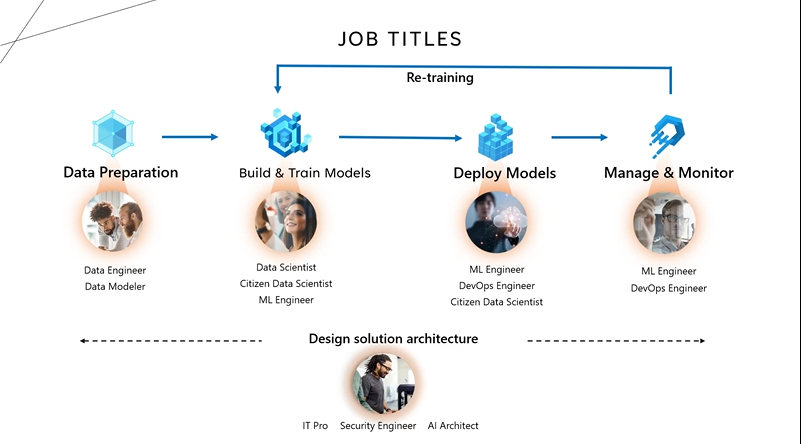 JOB TITLES
Re-training
Data Preparation
Build & Train Models
Deploy Models
Manage & Monitor
Data Engineer
Data Modeler
Data Scientist
Citizen Data Scientist
ML Engineer
ML Engineer
DevOps Engineer
Citizen Data Scientist
ML Engineer
DevOps Engineer
Design solution architecture
IT Pro Security Engineer AI Architect